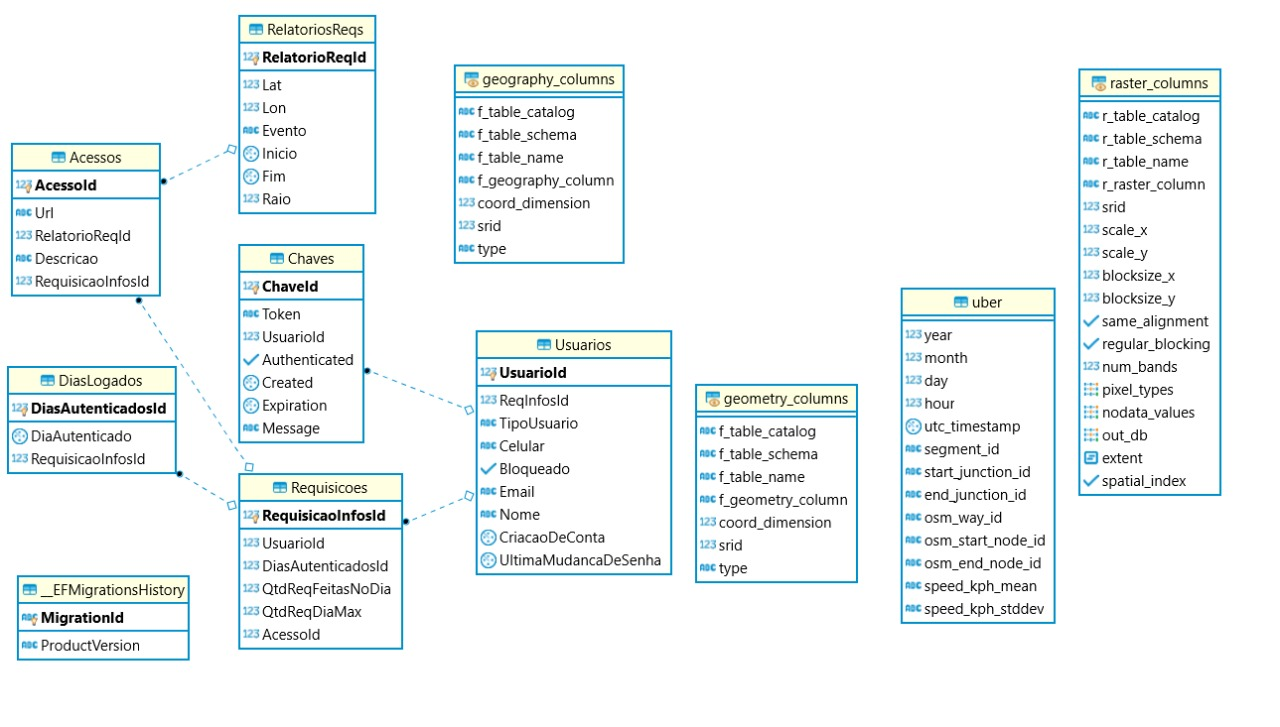 RelatoriosReqs
RelatorioReqId
Lat
Lon
Evento
Inicio
Fim
Raio
geography_columns
f_table_catalog
f_table_schema
f_table_name
f_geography_column
coord_dimension
srid
type
raster_columns
r_table_catalog
r_table_schema
r_table_name
r_raster_column
srid
scale_x
scale_y
blocksize_x
blocksize_y
same_alignment
regular_blocking
num_bands
pixel_types
nodata_values
out_db
extent
spatial_index
Acessos
AcessoId
Url
RelatorioReqId
Descricao
RequisicaoInfosId
Chaves
ChaveId
Token
UsuarioId
Authenticated
Created
Expiration
Message
Usuarios
UsuarioId
ReqInfosId
TipoUsuario
Celular
Bloqueado
Email
Nome
CriacaoDeConta
UltimaMudancaDeSenha
uber
year
month
day
hour
utc_timestamp
segment_id
start_junction_id
end_junction_id
osm_way_id
osm_start_node_id
osm_end_node_id
speed_kph_mean
speed_kph_stddev
DiasLogados
DiasAutenticadosId
DiaAutenticado
RequisicaoInfosId
geometry_columns
f_table_catalog
f_table_schema
f_table_name
f_geometry_column
coord_dimension
srid
type
Requisicoes
RequisicaoInfosId
UsuarioId
DiasAutenticadosId
QtdReqFeitasNoDia
QtdReqDiaMax
AcessoId
__EFMigrationsHistory
MigrationId
ProductVersion